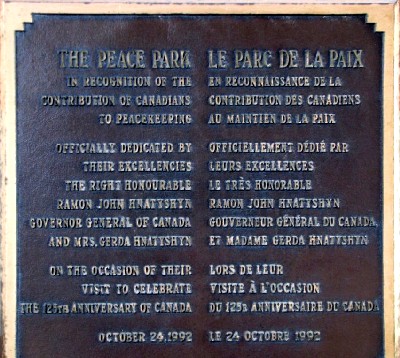 THE PEACE PARK
IN RECOGNITION OF THE
CONTRIBUTION OF CANADIANS
TO PEACEKEEPING
OFFICIALLY DEDICATED BY
THEIR EXCELLENCIES
THE RIGHT HONOURABLE
RAMON JOHN HNATYSHYN
GOVERNOR GENERAL OF CANADA
AND MRS. GERDA HNATYSHYN
ON THE OCCASION OF THEIR
VISIT TO CELEBRATE
THE 125TH ANNIVERSARY OF CANADA
OCTOBER 24, 1992
LE PARC DE LA PAIX
EN RECONNAISSANCE DE LA
CONTRIBUTION DES CANADIENS
AU MAINTIEN DE LA PAIX
OFFICIELLEMENT DÉDIÉ PAR
LEURS EXCELLENCES
LE TRÈS HONORABLE
RAMON JOHN HNATYSHYN
GOUVERNEUR GÉNÉRAL DU CANADA,
ET MADAME GERDA HNATYSHYN
LORS DE LEUR
VISITE À L'OCCASION
DU 125E ANNIVERSAIRE DU CANADA
LE 24 OCTOBRE 1992